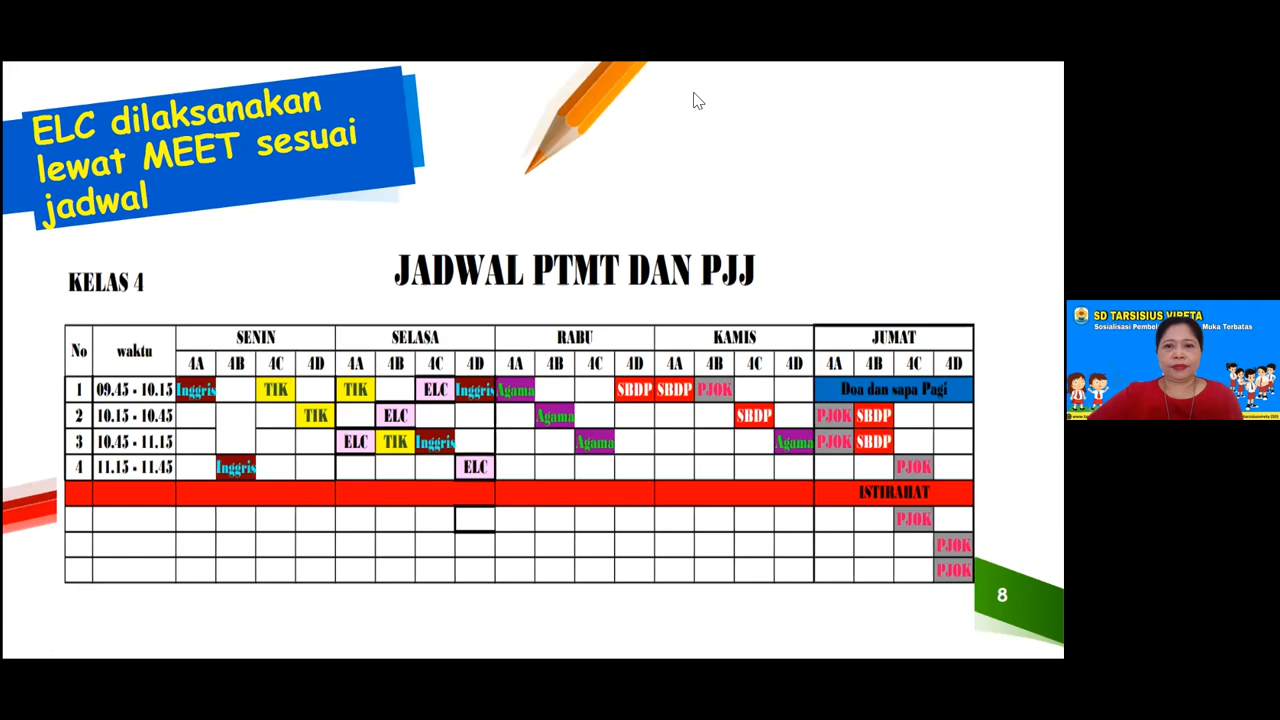 ELC dilaksanakan
lewat MEET sesuai
jadwal
JADWAL PTMT DAN PJJ
KELAS 4
No waktu SENIN SELASA RABU KAMIS JUMAT
4A 4B 4C 4D 4A 4B 4C 4D 4A 4B 4C 4D 4A 4B 4C 4D 4A 4B 4C 4D
1 09.45 - 10.15 Inggris TIK TIK ELC Inggris Agama SBDP SBDP PJOK Doa dan sapa Pagi
2 10.15 - 10.45 TIK ELC Agama SBDP PJOK SBDP
3 10.45 - 11.15 ELC TIK Inggris Agama Agama PJOK SBDP
4 11.15 - 11.45 Inggris ELC PJOK
ISTIRAHAT
PJOK
PJOK
PJOK
8
SD TARSISIUS VIRETA
Sosialisasi Muka Terbatas